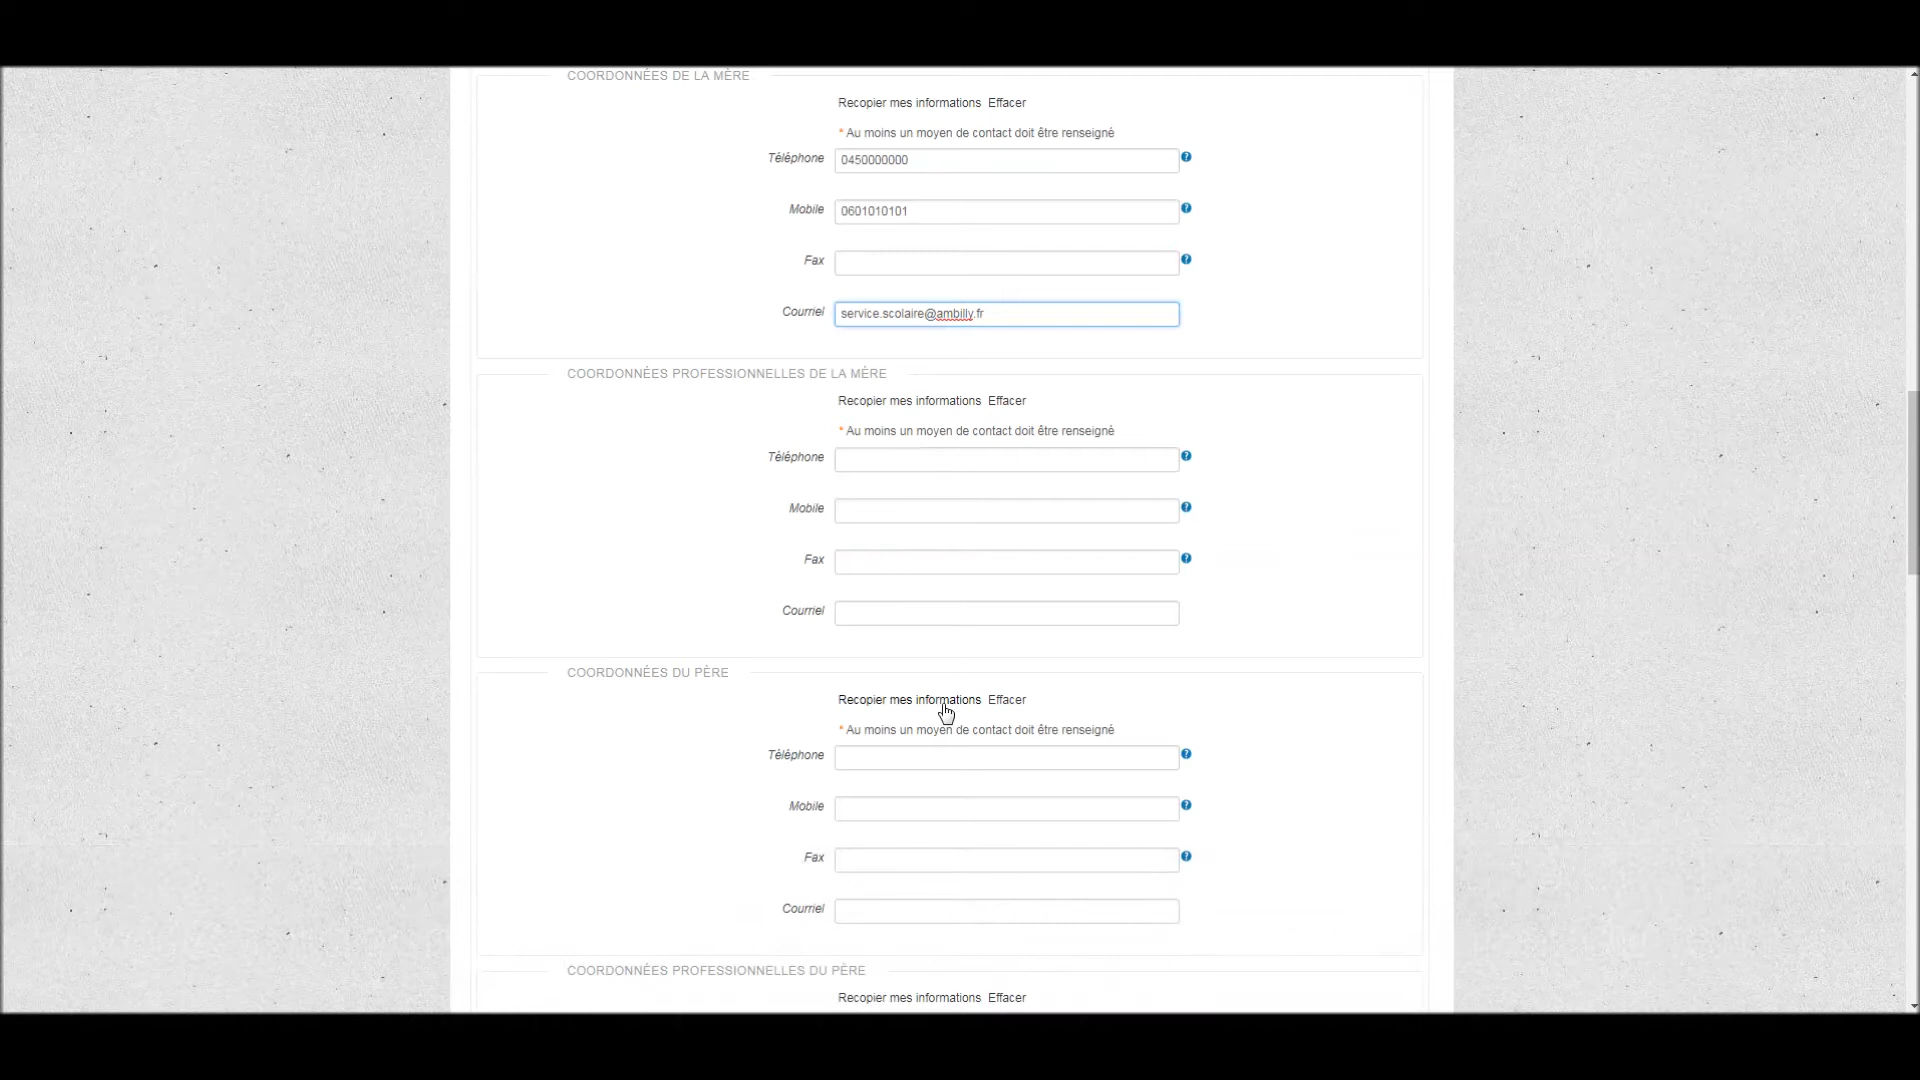 COORDONNÉES DE LA MÈRE
Recopier mes informations Effacer
* Au moins un moyen de contact doit être renseigné
Téléphone 0450000000
Mobile 0601010101
Fax
Courriel service.scolaire@ambilly.fr
COORDONNÉES PROFESSIONNELLES DE LA MÈRE
Recopier mes informations Effacer
* Au moins un moyen de contact doit être renseigné
Téléphone
Mobile
Fax
Courriel
COORDONNÉES DU PÈRE
Recopier mes informations Effacer
* Au moins un moyen de contact doit être renseigné
Téléphone
Mobile
Fax
Courriel
COORDONNÉES PROFESSIONNELLES DU PÈRE
Recopier mes informations Effacer